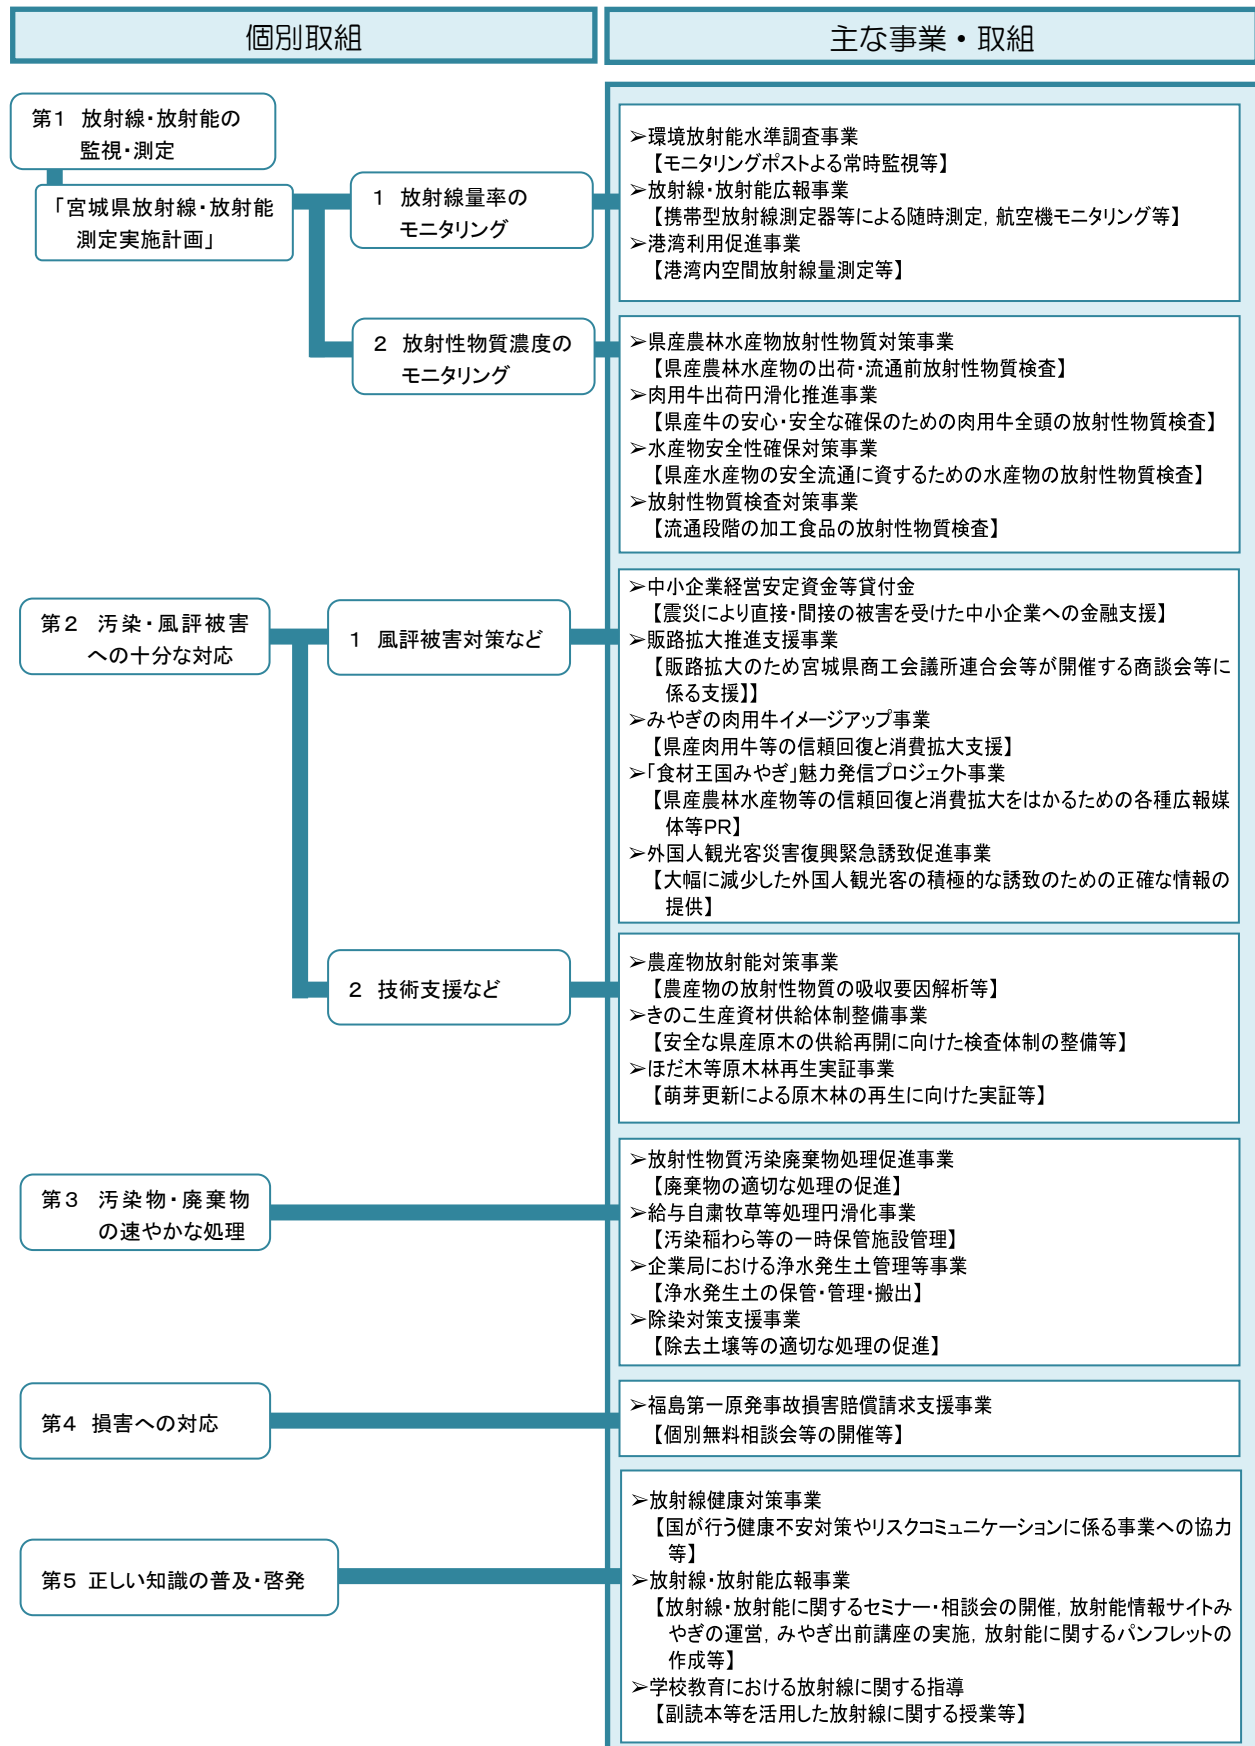 個別取組
主な事業・取組
第1 放射線・放射能の
監視・測定
「宮城県放射線・放射能
測定実施計画」
1 放射線量率の
モニタリング
➢環境放射能水準調査事業
【モニタリングポストよる常時監視等】
➢放射線・放射能広報事業
【携帯型放射線測定器等による随時測定，航空機モニタリング等】
➢港湾利用促進事業
【港湾内空間放射線量測定等】
2 放射性物質濃度の
モニタリング
➢県産農林水産物放射性物質対策事業
【県産農林水産物の出荷・流通前放射性物質検査】
➢肉用牛出荷円滑化推進事業
【県産牛の安心・安全な確保のための肉用牛全頭の放射性物質検査】
➢水産物安全性確保対策事業
【県産水産物の安全流通に資するための水産物の放射性物質検査】
➢放射性物質検査対策事業
【流通段階の加工食品の放射性物質検査】
第2 汚染・風評被害
への十分な対応
1 風評被害対策など
➢中小企業経営安定資金等貸付金
【震災により直接・間接の被害を受けた中小企業への金融支援】
➢販路拡大推進支援事業
【販路拡大のため宮城県商工会議所連合会等が開催する商談会等に
係る支援】】
➢みやぎの肉用牛イメージアップ事業
【県産肉用牛等の信頼回復と消費拡大支援】
➢「食材王国みやぎ」魅力発信プロジェクト事業
【県産農林水産物等の信頼回復と消費拡大をはかるための各種広報媒
体等PR】
➢外国人観光客災害復興緊急誘致促進事業
【大幅に減少した外国人観光客の積極的な誘致のための正確な情報の
提供】
2 技術支援など
➢農産物放射能対策事業
【農産物の放射性物質の吸収要因解析等】
➢きのこ生産資材供給体制整備事業
【安全な県産原木の供給再開に向けた検査体制の整備等】
➢ほだ木等原木林再生実証事業
【萌芽更新による原木林の再生に向けた実証等】
第3 汚染物・廃棄物
の速やかな処理
➢放射性物質汚染廃棄物処理促進事業
【廃棄物の適切な処理の促進】
➢給与自粛牧草等処理円滑化事業
【汚染稲わら等の一時保管施設管理】
➢企業局における浄水発生土管理等事業
【浄水発生土の保管・管理・搬出】
➢除染対策支援事業
【除去土壌等の適切な処理の促進】
第4 損害への対応
➢福島第一原発事故損害賠償請求支援事業
【個別無料相談会等の開催等】
第5 正しい知識の普及・啓発
➢放射線健康対策事業
【国が行う健康不安対策やリスクコミュニケーションに係る事業への協力
等】
➢放射線・放射能広報事業
【放射線・放射能に関するセミナー・相談会の開催，放射能情報サイトみ
やぎの運営，みやぎ出前講座の実施，放射能に関するパンフレットの
作成等】
➢学校教育における放射線に関する指導
【副読本等を活用した放射線に関する授業等】